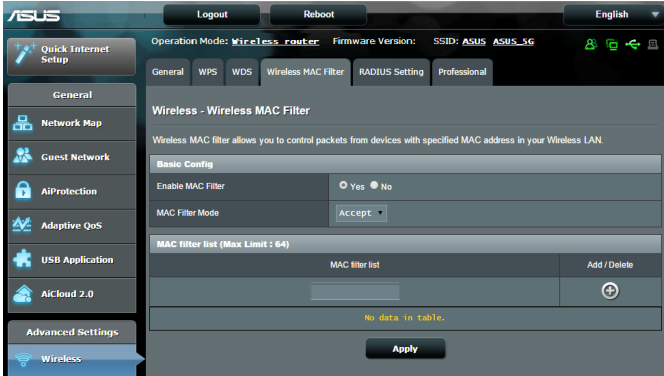 ASUS Logout Reboot English
Operation Mode: Wireless router Firmware Version: SSID: ASUS ASUS_5G
Quick Internet Setup
General WPS WDS Wireless MAC Filter RADIUS Setting Professional
General
Network Map
Guest Network
AiProtection
Adaptive QoS
USB Application
AiCloud 2.0
Advanced Settings
Wireless
Wireless - Wireless MAC Filter
Wireless MAC filter allows you to control packets from devices with specified MAC address in your Wireless LAN.
Basic Config
Enable MAC Filter Yes No
MAC Filter Mode Accept
MAC filter list (Max Limit : 64)
MAC filter list Add / Delete
No data in table.
Apply